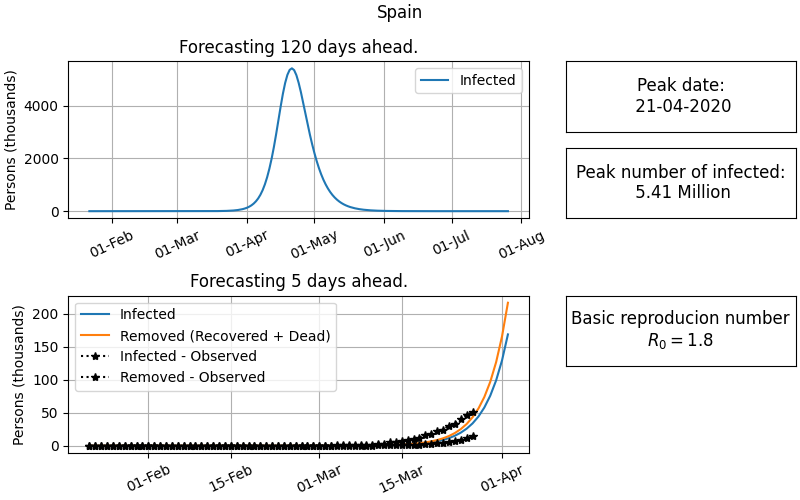 Spain
Forecasting 120 days ahead.
Persons (thousands)
4000
2000
0
Infected
01-Feb
01-Mar
01-Apr
01-May
01-Jun
01-Jul
01-Aug
Peak date:
21-04-2020
Peak number of infected:
5.41 Million
Forecasting 5 days ahead.
Persons (thousands)
200
150
100
50
0
Infected
Removed (Recovered + Dead)
Infected - Observed
Removed - Observed
01-Feb
15-Feb
01-Mar
15-Mar
01-Apr
Basic reproducion number
R₀ = 1.8